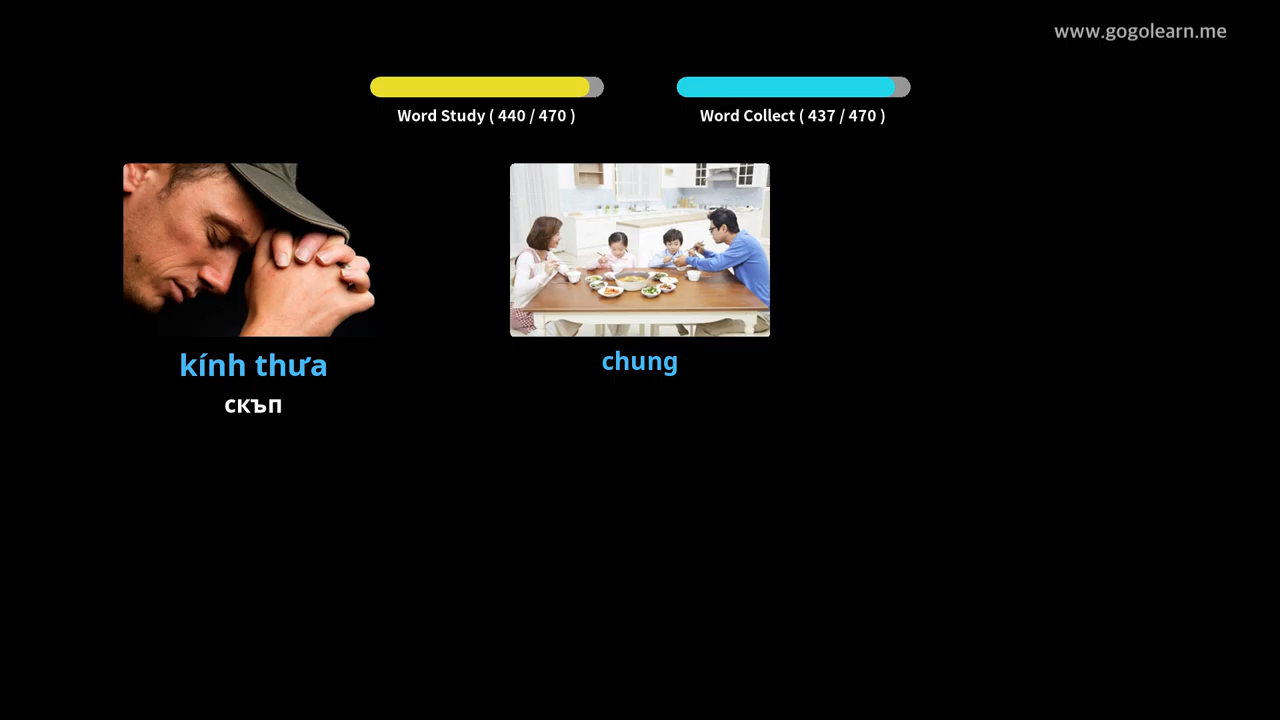 www.gogolearn.me
Word Study ( 440 / 470 )
Word Collect ( 437 / 470 )
kính thưa
скъп
chung